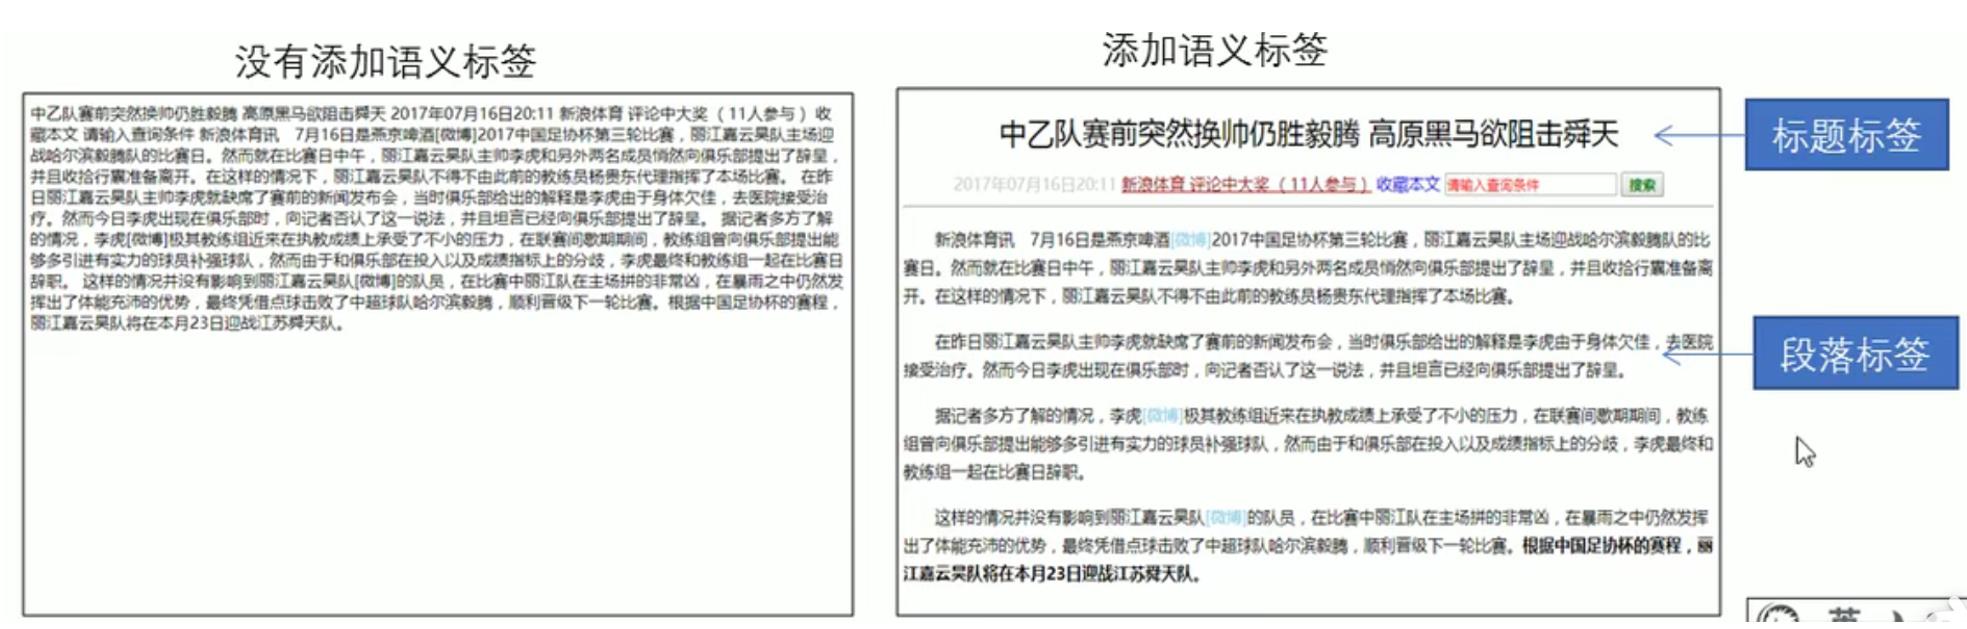 没有添加语义标签
中乙队赛前突然换帅仍胜毅腾 高原黑马欲阻击舜天 2017年07月16日20:11 新浪体育 评论中大奖（11人参与）收
藏本文 请输入查询条件 新浪体育讯　7月16日是燕京啤酒[微博]2017中国足协杯第三轮比赛，丽江嘉云昊队主场迎
战哈尔滨毅腾队的比赛日。然而就在比赛日中午，丽江嘉云昊队主帅李虎和另外两名成员悄然向俱乐部提出了辞呈，
并且收拾行囊准备离开。在这样的情况下，丽江嘉云昊队不得不由此前的教练员杨贵东代理指挥了本场比赛。 在昨
日丽江嘉云昊队主帅李虎就缺席了赛前的新闻发布会，当时俱乐部给出的解释是李虎由于身体欠佳，去医院接受治
疗。然而今日李虎出现在俱乐部时，向记者否认了这一说法，并且坦言已经向俱乐部提出了辞呈。 据记者多方了解
的情况，李虎[微博]极其教练组近来在执教成绩上承受了不小的压力，在联赛间歇期期间，教练组曾向俱乐部提出能
够多引进有实力的球员补强球队，然而由于和俱乐部在投入以及成绩指标上的分歧，李虎最终和教练组一起在比赛日
辞职。 这样的情况并没有影响到丽江嘉云昊队[微博]的队员，在比赛中丽江队在主场拼的非常凶，在暴雨之中仍然发
挥出了体能充沛的优势，最终凭借点球击败了中超球队哈尔滨毅腾，顺利晋级下一轮比赛。根据中国足协杯的赛程，
丽江嘉云昊队将在本月23日迎战江苏舜天队。
添加语义标签
中乙队赛前突然换帅仍胜毅腾 高原黑马欲阻击舜天
标题标签
2017年07月16日20:11 新浪体育 评论中大奖（11人参与） 收藏本文 请输入查询条件 搜索
新浪体育讯　7月16日是燕京啤酒[微博]2017中国足协杯第三轮比赛，丽江嘉云昊队主场迎战哈尔滨毅腾队的比
赛日。然而就在比赛日中午，丽江嘉云昊队主帅李虎和另外两名成员悄然向俱乐部提出了辞呈，并且收拾行囊准备离
开。在这样的情况下，丽江嘉云昊队不得不由此前的教练员杨贵东代理指挥了本场比赛。
在昨日丽江嘉云昊队主帅李虎就缺席了赛前的新闻发布会，当时俱乐部给出的解释是李虎由于身体欠佳，去医院
接受治疗。然而今日李虎出现在俱乐部时，向记者否认了这一说法，并且坦言已经向俱乐部提出了辞呈。
段落标签
据记者多方了解的情况，李虎[微博]极其教练组近来在执教成绩上承受了不小的压力，在联赛间歇期期间，教练
组曾向俱乐部提出能够多引进有实力的球员补强球队，然而由于和俱乐部在投入以及成绩指标上的分歧，李虎最终和
教练组一起在比赛日辞职。
这样的情况并没有影响到丽江嘉云昊队[微博]的队员，在比赛中丽江队在主场拼的非常凶，在暴雨之中仍然发挥
出了体能充沛的优势，最终凭借点球击败了中超球队哈尔滨毅腾，顺利晋级下一轮比赛。根据中国足协杯的赛程，丽
江嘉云昊队将在本月23日迎战江苏舜天队。
英